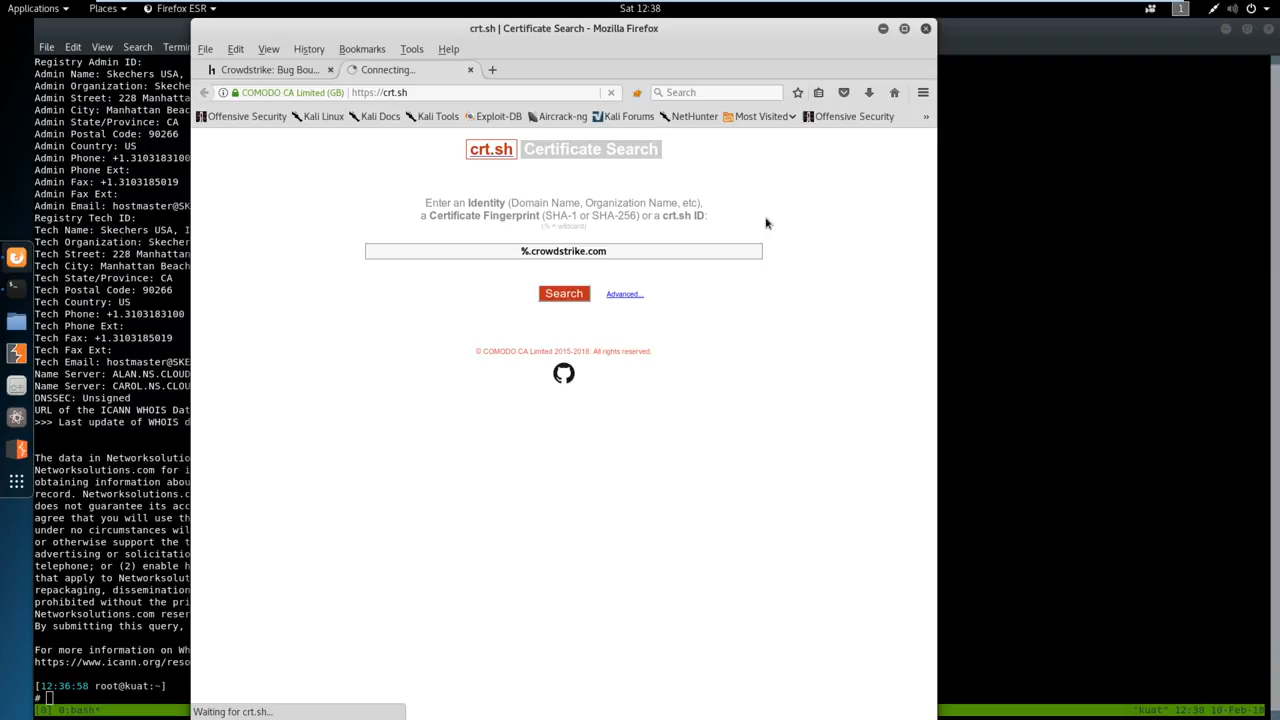 Applications
Places
Firefox ESR
Sat 12:38
1
crt.sh | Certificate Search - Mozilla Firefox
File Edit View Search Termi
File Edit View History Bookmarks Tools Help
Crowdstrike: Bug Bou...
Connecting...
COMODO CA Limited (GB)
https://crt.sh
Search
Offensive Security
Kali Linux
Kali Docs
Kali Tools
Exploit-DB
Aircrack-ng
Kali Forums
NetHunter
Most Visited
Offensive Security
crt.sh Certificate Search
Enter an Identity (Domain Name, Organization Name, etc),
a Certificate Fingerprint (SHA-1 or SHA-256) or a crt.sh ID:
(% = wildcard)
%.crowdstrike.com
Search
Advanced...
© COMODO CA Limited 2015-2018. All rights reserved.
Waiting for crt.sh...
Registry Admin ID:
Admin Name: Skechers USA,
Admin Organization: Skeche
Admin Street: 228 Manhatta
Admin City: Manhattan Beac
Admin State/Province: CA
Admin Postal Code: 90266
Admin Country: US
Admin Phone: +1.3103183100
Admin Phone Ext:
Admin Fax: +1.3103185019
Admin Fax Ext:
Admin Email: hostmaster@SK
Registry Tech ID:
Tech Name: Skechers USA, I
Tech Organization: Skecher
Tech Street: 228 Manhattan
Tech City: Manhattan Beach
Tech State/Province: CA
Tech Postal Code: 90266
Tech Country: US
Tech Phone: +1.3103183100
Tech Phone Ext:
Tech Fax: +1.3103185019
Tech Fax Ext:
Tech Email: hostmaster@SKE
Name Server: ALAN.NS.CLOUD
Name Server: CAROL.NS.CLOU
DNSSEC: Unsigned
URL of the ICANN WHOIS Dat
>>> Last update of WHOIS d
The data in Networksolutions
Networksolutions.com for i
obtaining information abou
record. Networksolutions.c
does not guarantee its acc
agree that you will use th
under no circumstances wil
or otherwise support the t
advertising or solicitatio
telephone; or (2) enable h
that apply to Networksolut
repackaging, dissemination
prohibited without the pri
Networksolutions.com reser
By submitting this query,
For more information on Wh
https://www.icann.org/reso
[12:36:58 root@kuat:~]
#
[0] 0:bash*
"kuat" 12:38 10-Feb-18